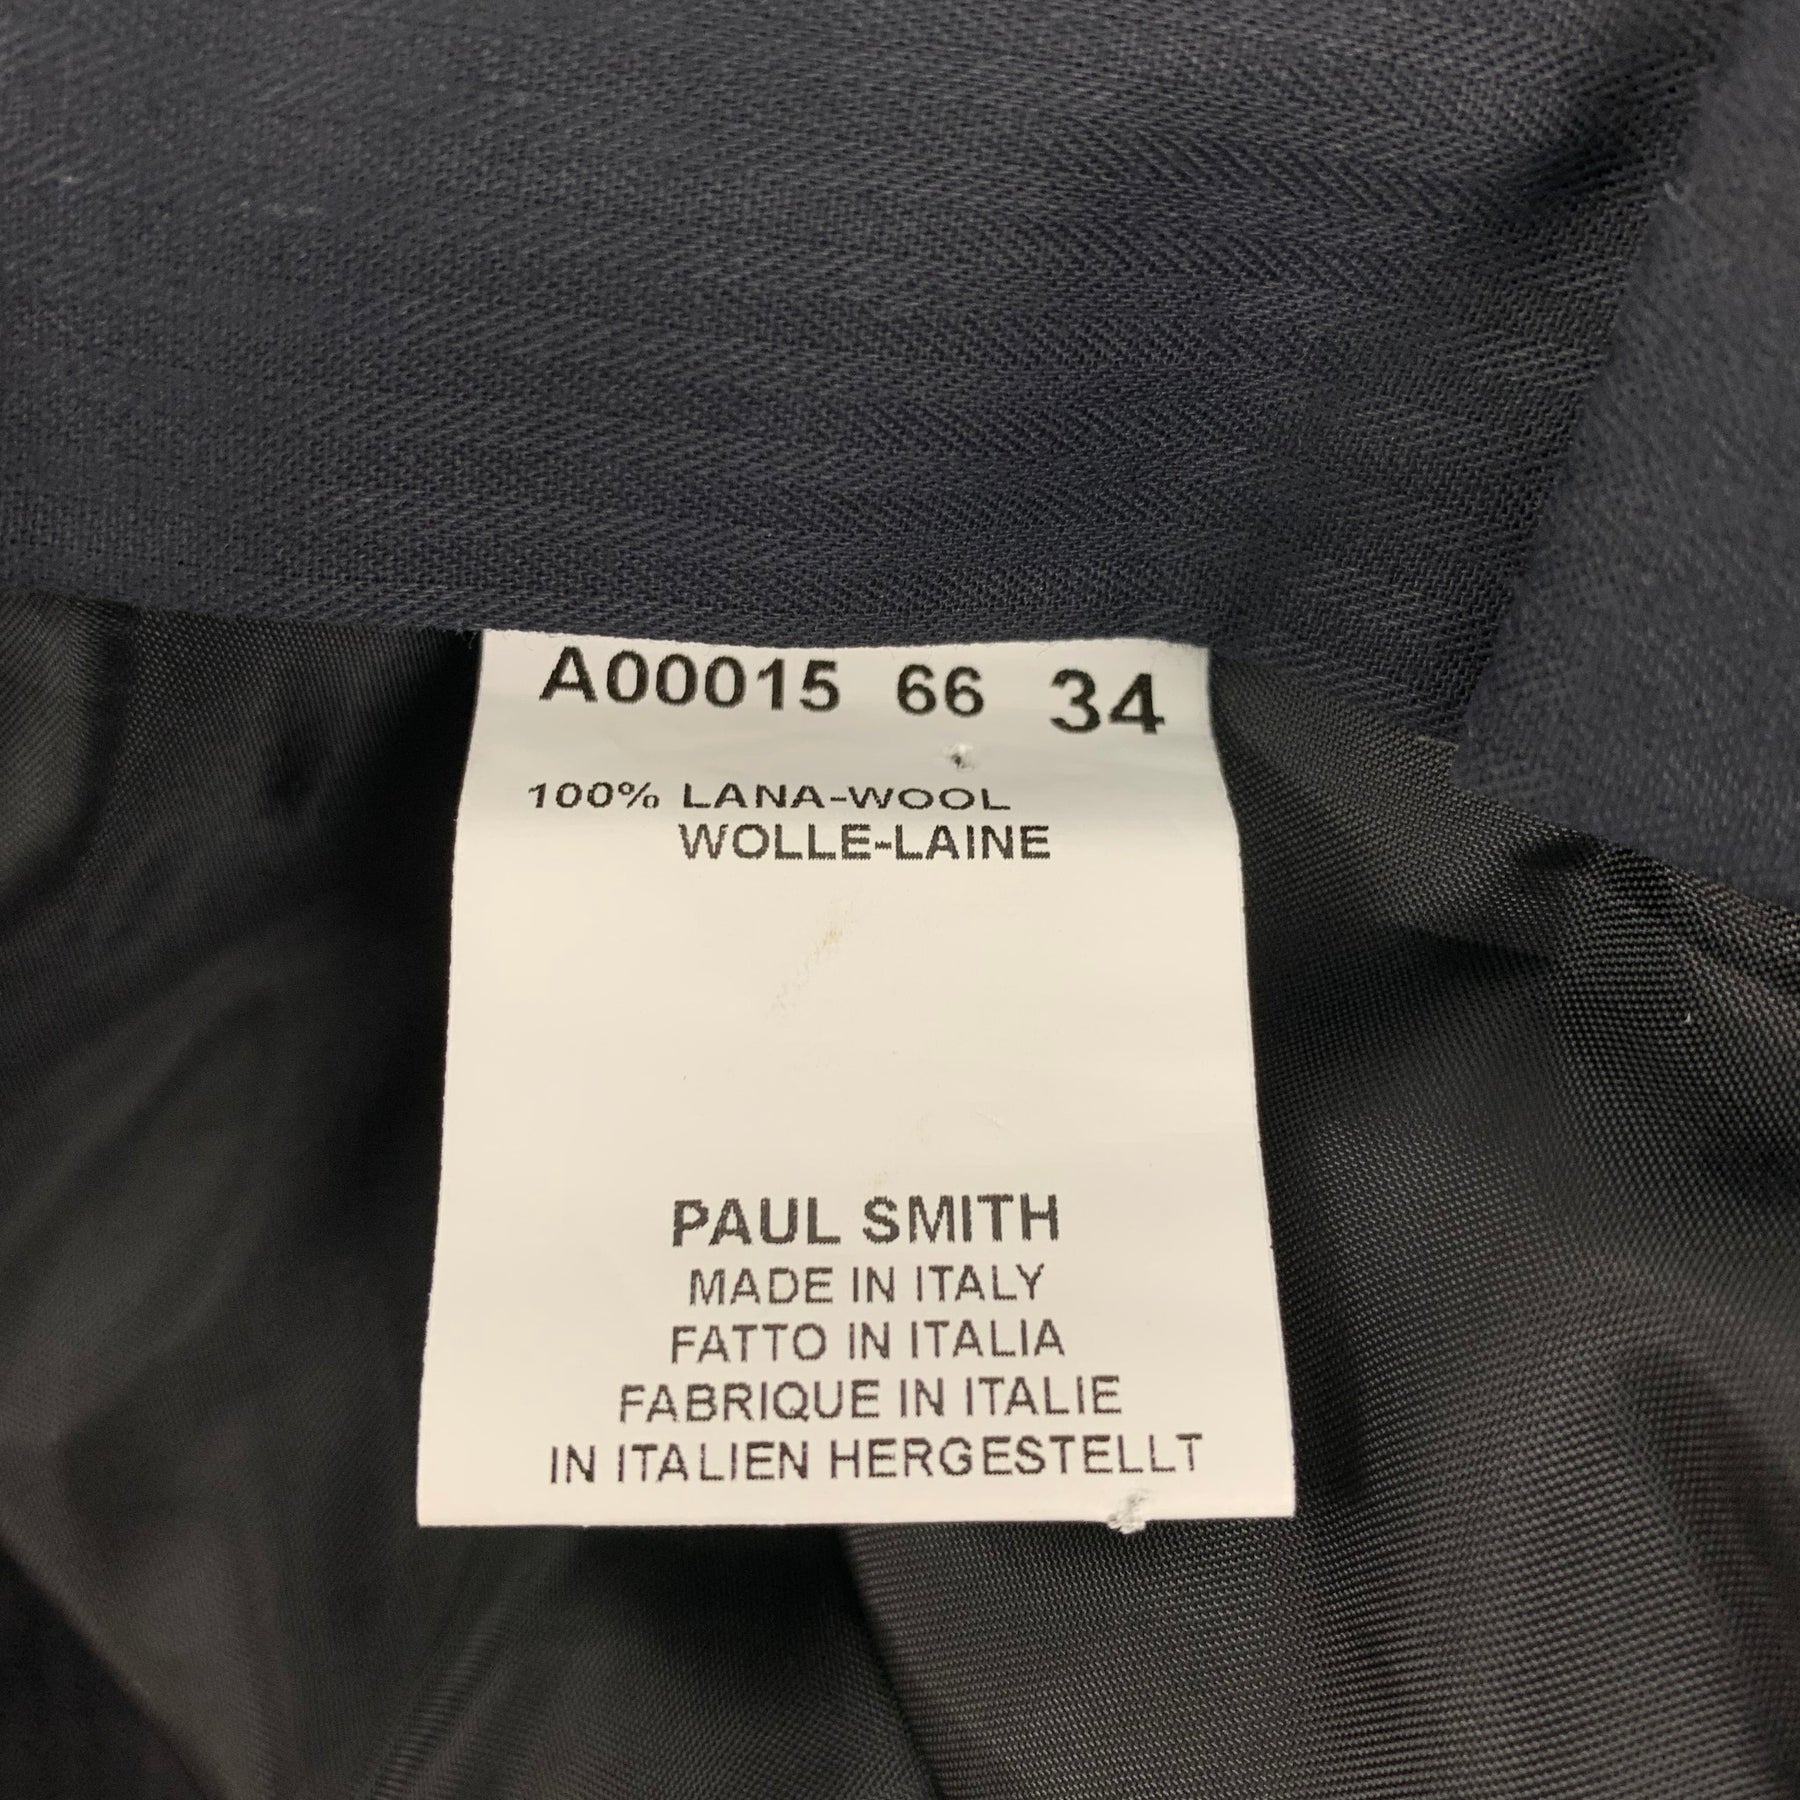 A00015 66 34
100% LANA-WOOL
WOLLE-LAINE
PAUL SMITH
MADE IN ITALY
FATTO IN ITALIA
FABRIQUE IN ITALIE
IN ITALIEN HERGESTELLT